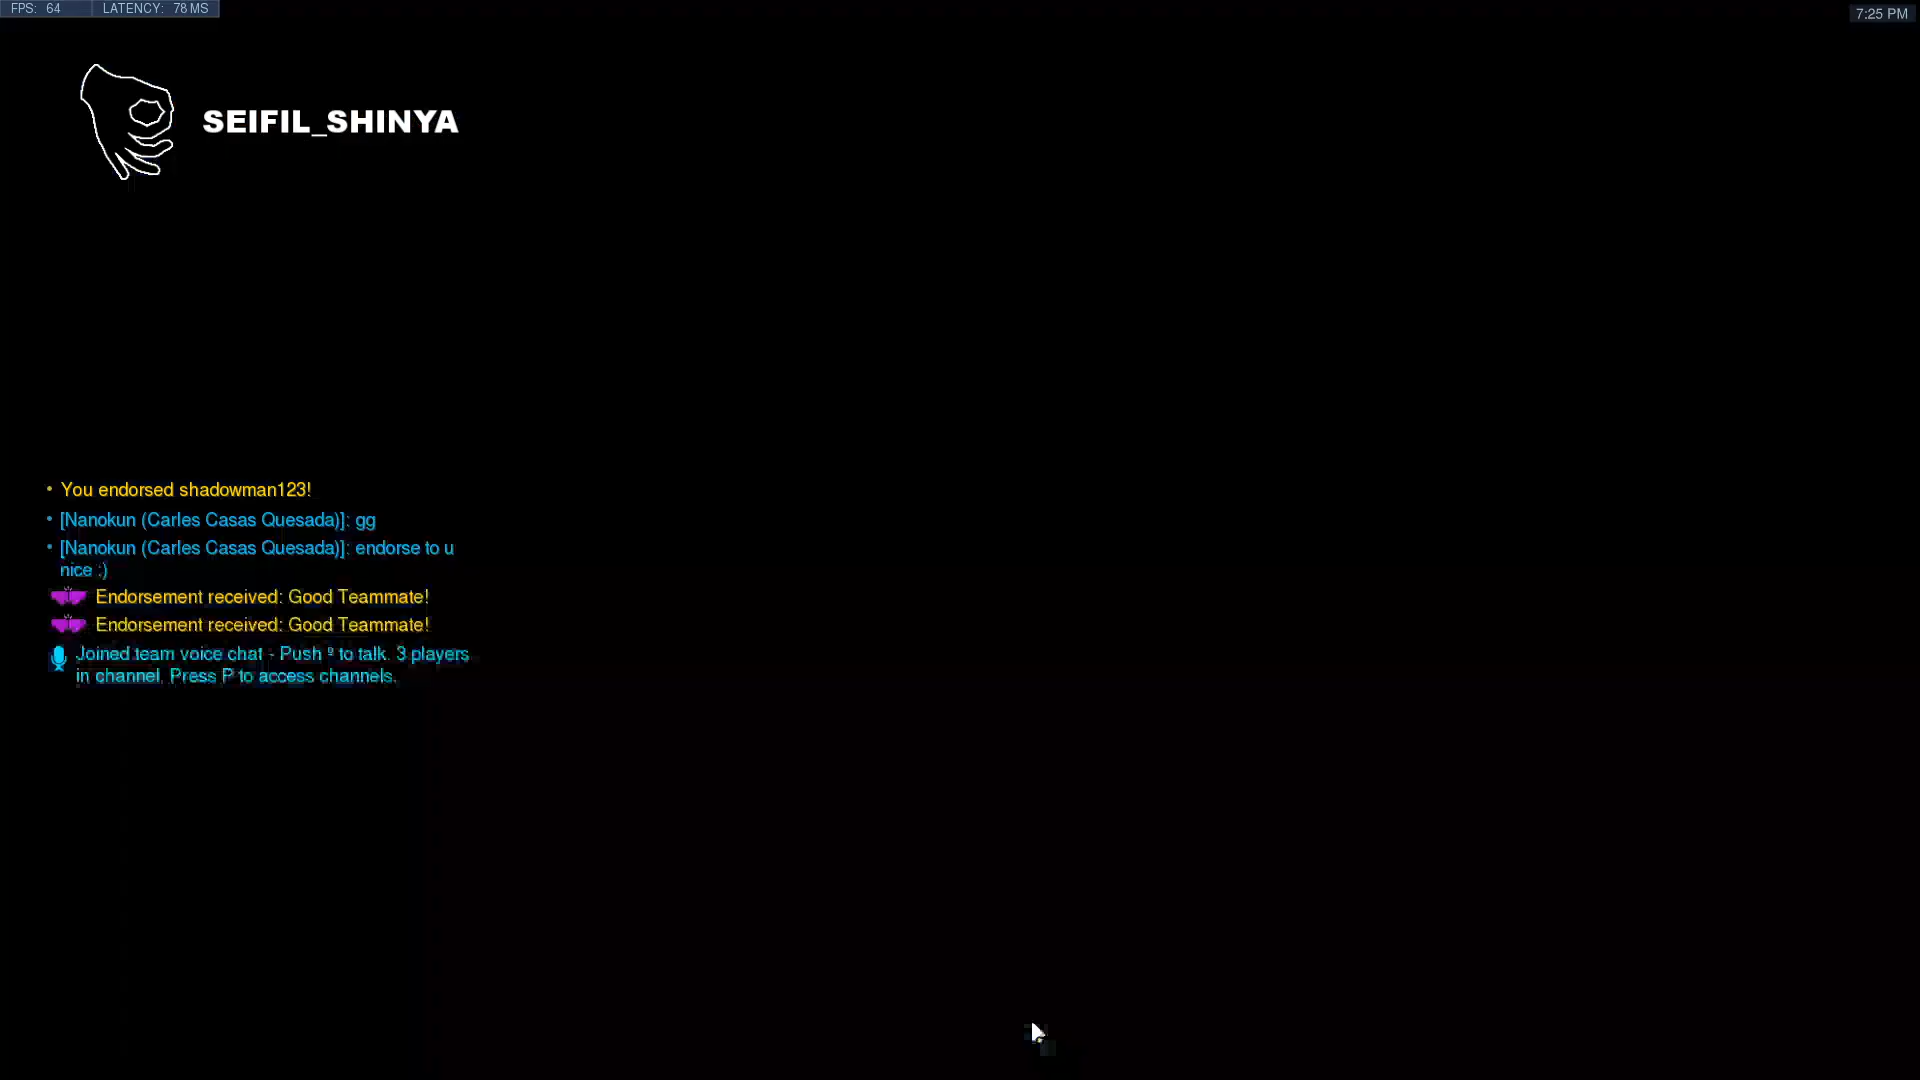 FPS: 64 LATENCY: 78 MS
7:25 PM
SEIFIL_SHINYA
• You endorsed shadowman123!
• [Nanokun (Carles Casas Quesada)]: gg
• [Nanokun (Carles Casas Quesada)]: endorse to u
nice :)
Endorsement received: Good Teammate!
Endorsement received: Good Teammate!
Joined team voice chat - Push º to talk. 3 players
in channel. Press P to access channels.